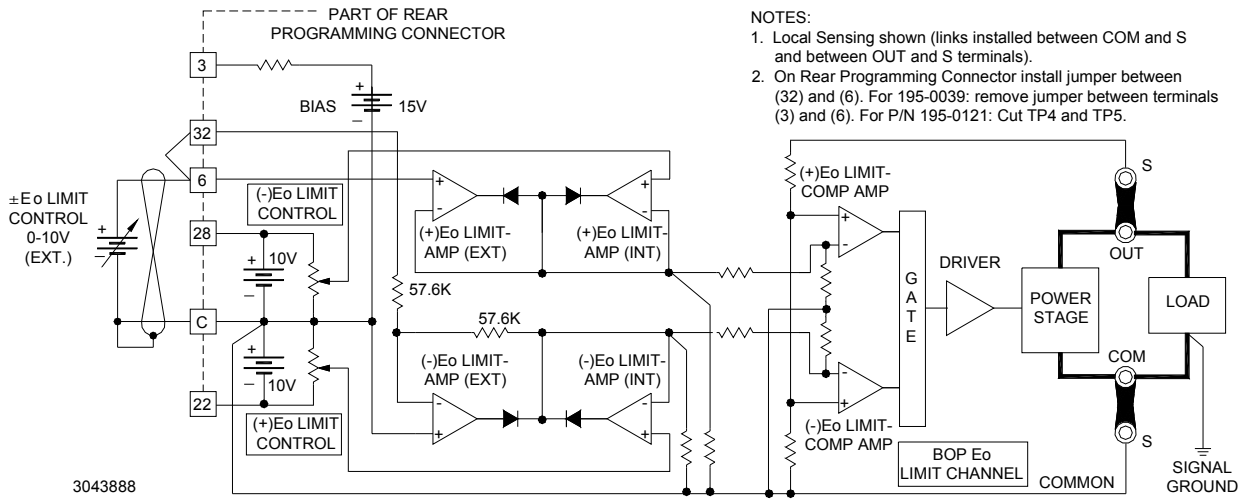 PART OF REAR
PROGRAMMING CONNECTOR
NOTES:
1. Local Sensing shown (links installed between COM and S
and between OUT and S terminals).
2. On Rear Programming Connector install jumper between
(32) and (6). For 195-0039: remove jumper between terminals
(3) and (6). For P/N 195-0121: Cut TP4 and TP5.
3
BIAS
+
–
15V
32
6
±Eo LIMIT
CONTROL
0-10V
(EXT.)
+
–
28
(-)Eo LIMIT
CONTROL
+
10V
–
C
+
10V
–
22
(+)Eo LIMIT
CONTROL
+
-
(+)Eo LIMIT-
AMP (EXT)
+
-
(+)Eo LIMIT-
AMP (INT)
57.6K
57.6K
(-)Eo LIMIT-
AMP (EXT)
-
+
(-)Eo LIMIT-
AMP (INT)
-
+
(+)Eo LIMIT-
COMP AMP
+
-
-
+
(-)Eo LIMIT-
COMP AMP
GATE
DRIVER
POWER
STAGE
S
OUT
LOAD
COM
S
BOP Eo
LIMIT CHANNEL
COMMON
SIGNAL
GROUND
3043888